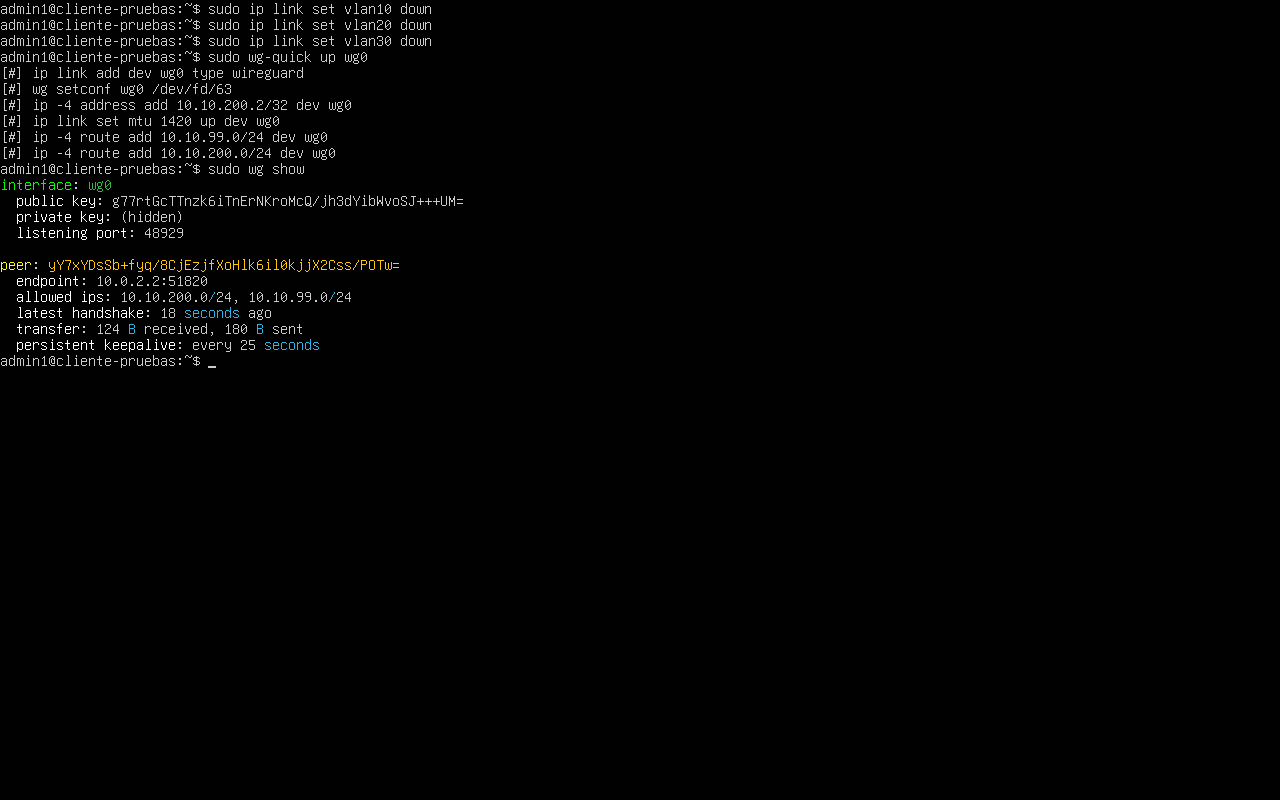 admin1@cliente-pruebas:~$ sudo ip link set vlan10 down
admin1@cliente-pruebas:~$ sudo ip link set vlan20 down
admin1@cliente-pruebas:~$ sudo ip link set vlan30 down
admin1@cliente-pruebas:~$ sudo wg-quick up wg0
[#] ip link add dev wg0 type wireguard
[#] wg setconf wg0 /dev/fd/63
[#] ip -4 address add 10.10.200.2/32 dev wg0
[#] ip link set mtu 1420 up dev wg0
[#] ip -4 route add 10.10.99.0/24 dev wg0
[#] ip -4 route add 10.10.200.0/24 dev wg0
admin1@cliente-pruebas:~$ sudo wg show
interface: wg0
  public key: g77rtGcTTnzk6iTnErNKroMcQ/jh3dYibWvoSJ+++UM=
  private key: (hidden)
  listening port: 48929

peer: yY7xYDsSb+fyq/8CjEzjfXoHlk6il0kjjX2Css/POTw=
  endpoint: 10.0.2.2:51820
  allowed ips: 10.10.200.0/24, 10.10.99.0/24
  latest handshake: 18 seconds ago
  transfer: 124 B received, 180 B sent
  persistent keepalive: every 25 seconds
admin1@cliente-pruebas:~$ _